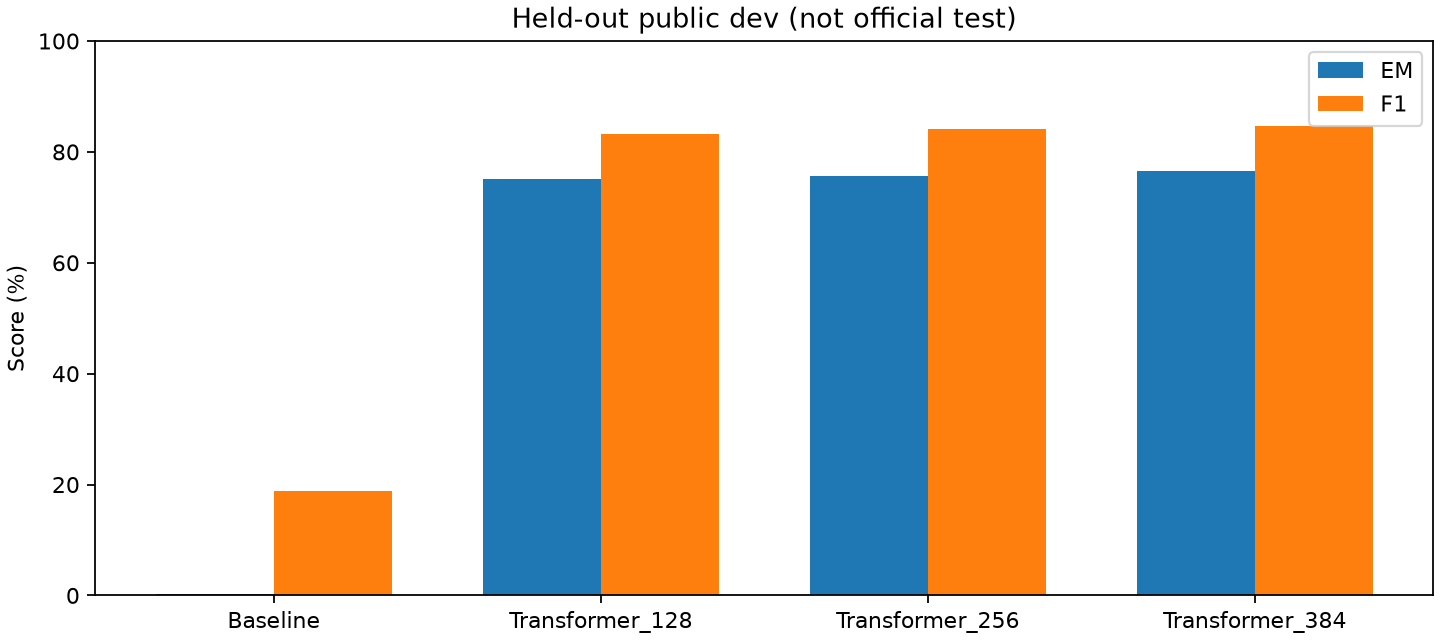 Held-out public dev (not official test)
100
80
60
40
20
0
Score (%)
EM
F1
Baseline
Transformer_128
Transformer_256
Transformer_384